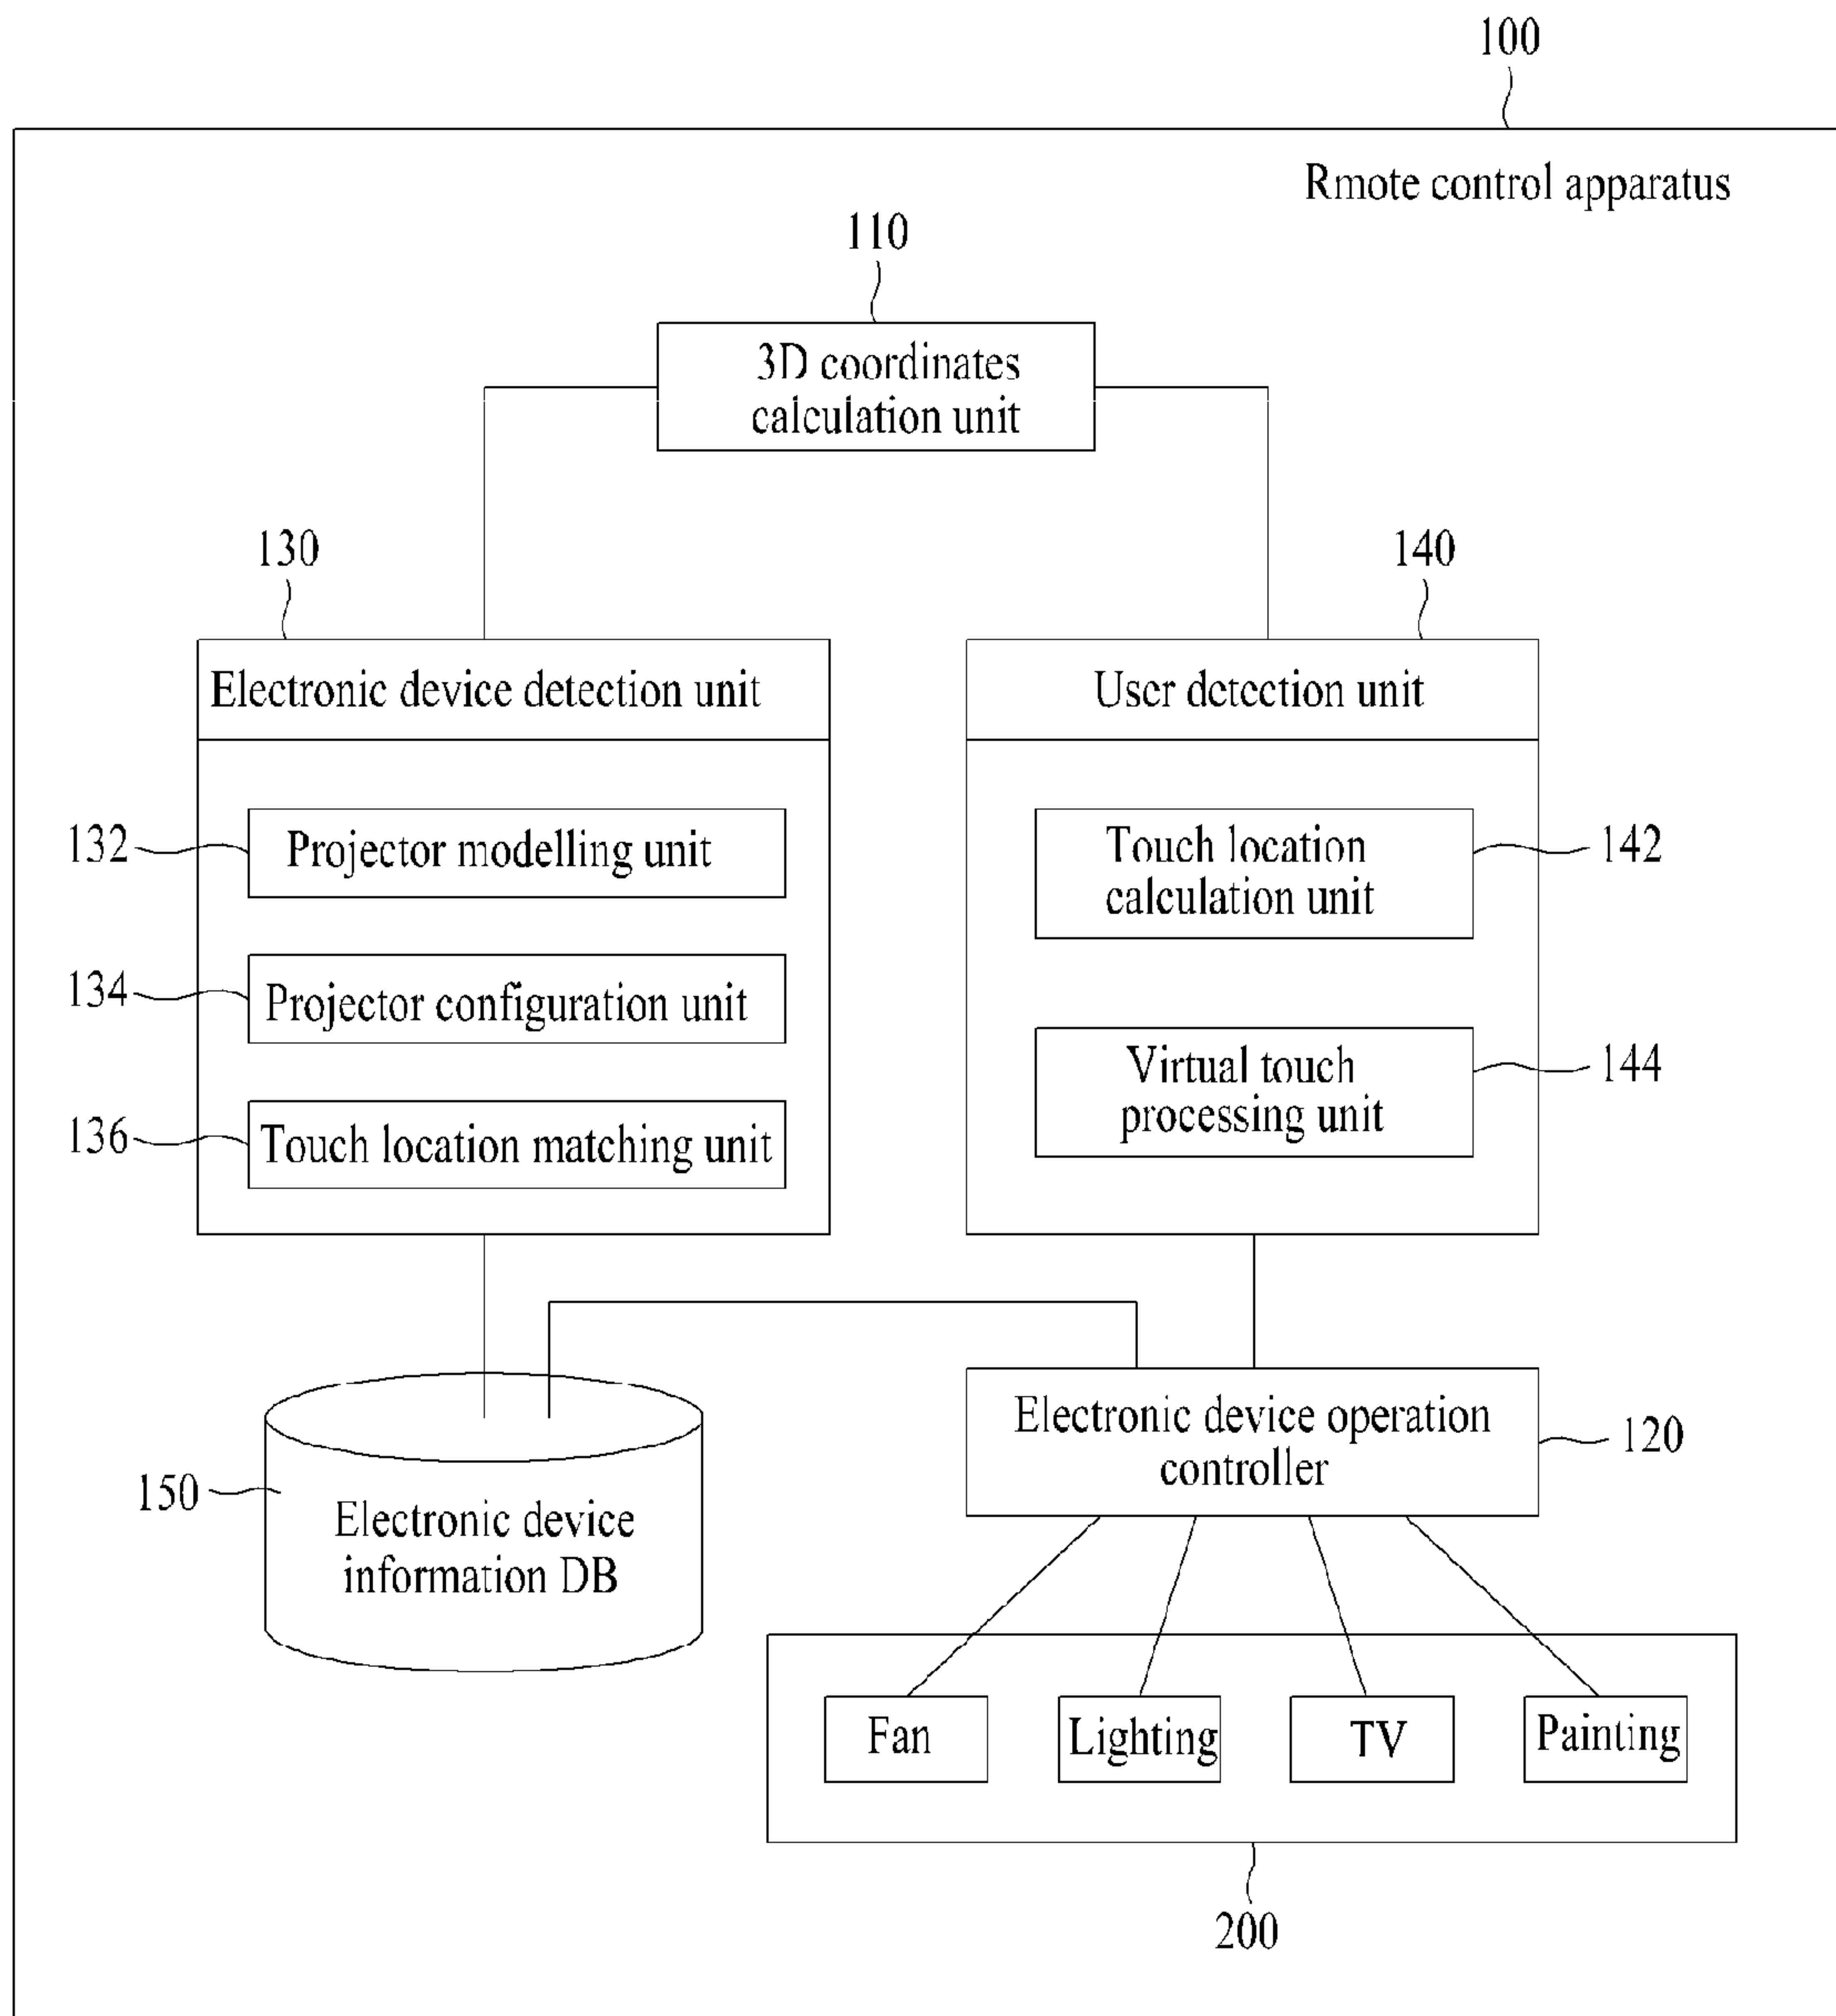 100
Rmote control apparatus
110
3D coordinates
calculation unit
130
140
Electronic device detection unit
User detection unit
132
Projector modelling unit
Touch location
calculation unit
142
134
Projector configuration unit
Virtual touch
processing unit
144
136
Touch location matching unit
Electronic device operation
controller
120
150
Electronic device
information DB
Fan
Lighting
TV
Painting
200